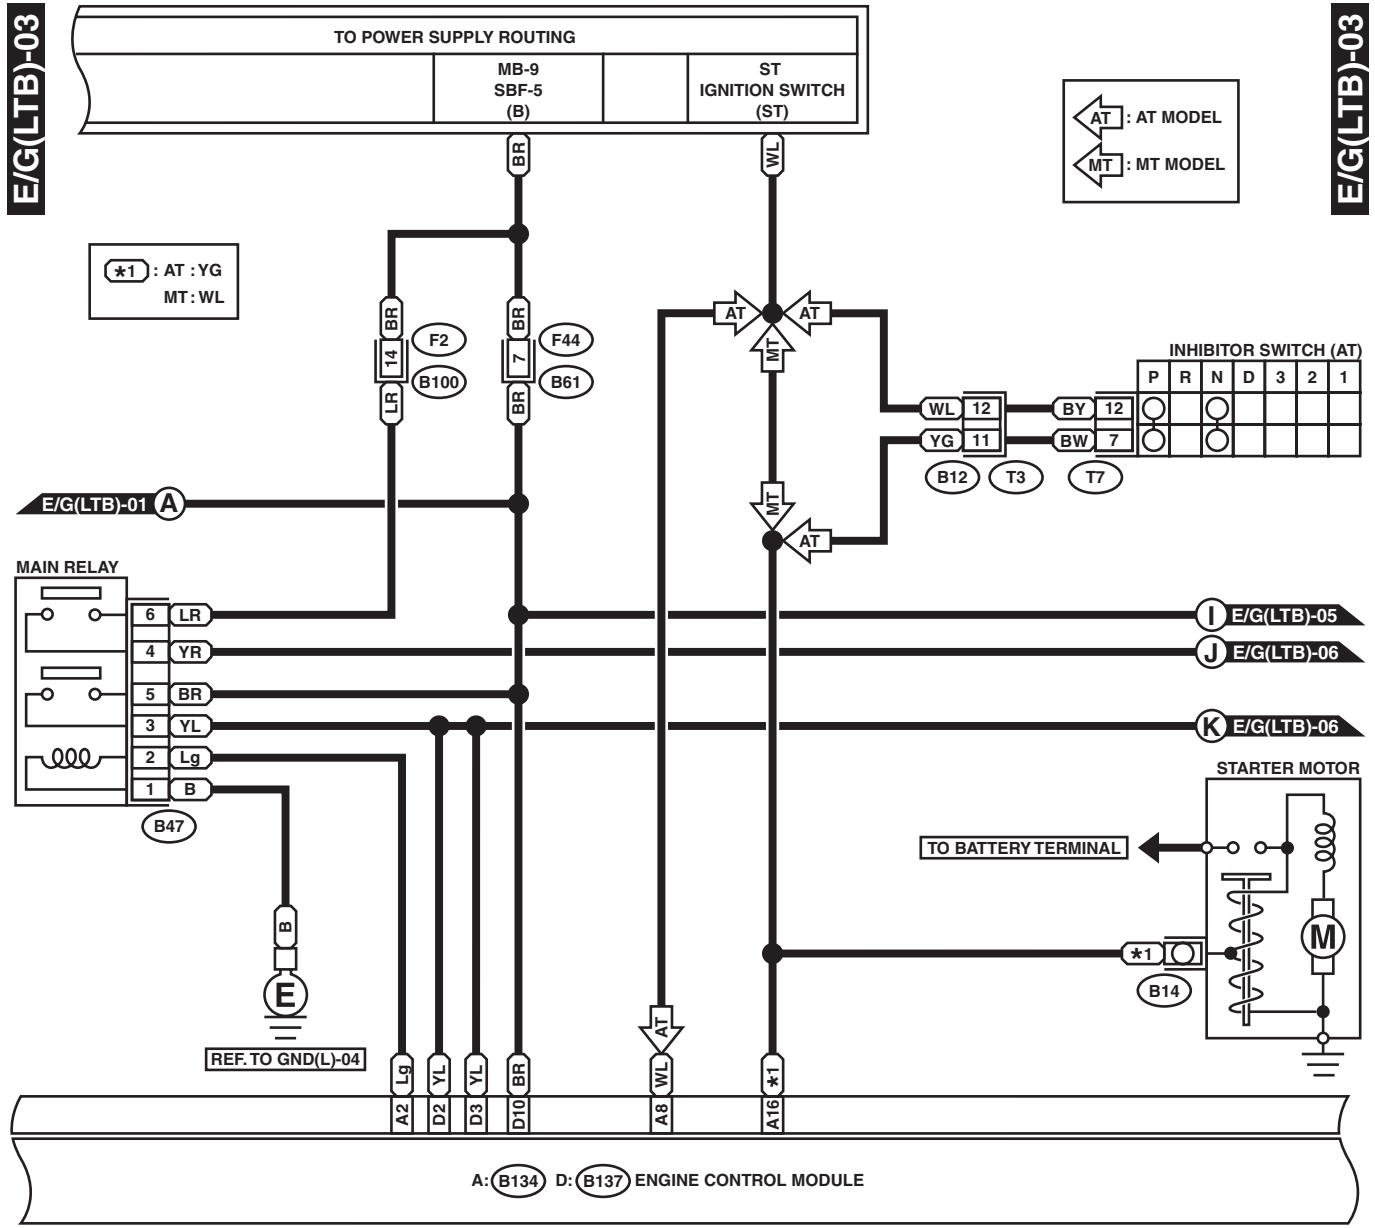 E/G(LTB)-03
E/G(LTB)-03
TO POWER SUPPLY ROUTING
MB-9
SBF-5
(B)
ST
IGNITION SWITCH
(ST)
BR
WL
AT : AT MODEL
MT : MT MODEL
*1 : AT : YG
MT : WL
BR
BR
14
7
F2
F44
B100
B61
LR
BR
AT
AT
MT
MT
AT
INHIBITOR SWITCH (AT)
P R N D 3 2 1
WL 12
BY 12
YG 11
BW 7
B12
T3
T7
E/G(LTB)-01 A
MAIN RELAY
6 LR
4 YR
5 BR
3 YL
2 Lg
1 B
B47
I E/G(LTB)-05
J E/G(LTB)-06
K E/G(LTB)-06
STARTER MOTOR
TO BATTERY TERMINAL
M
*1
B14
B
E
REF. TO GND(L)-04
AT
Lg
YL
YL
BR
WL
*1
A2
D2
D3
D10
A8
A16
A: B134 D: B137 ENGINE CONTROL MODULE